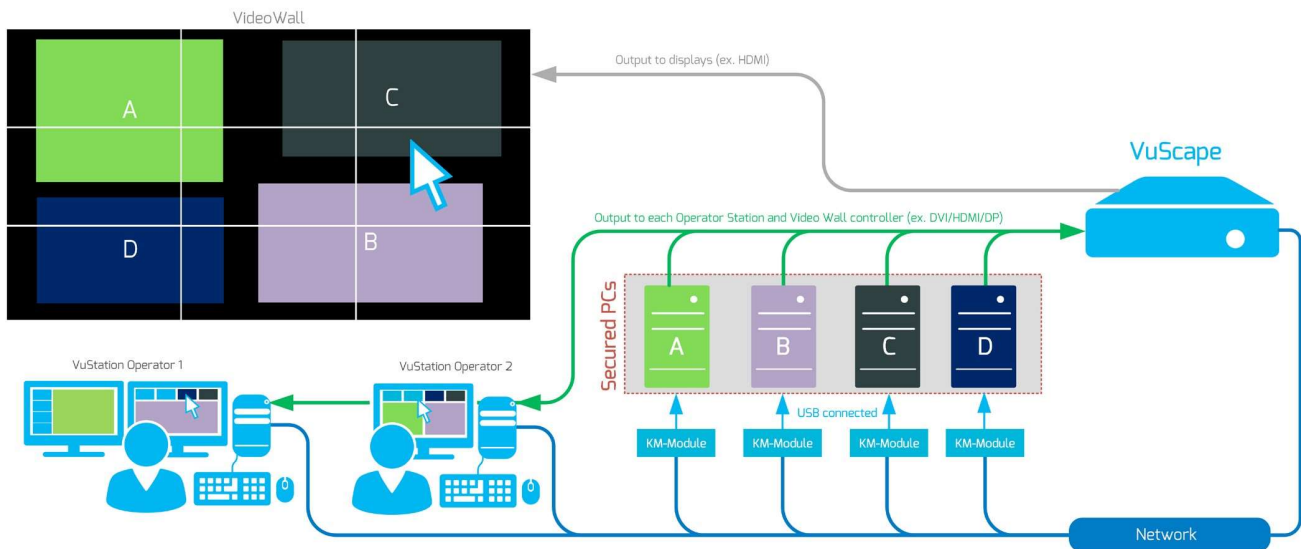 VideoWall
A
C
D
B
Output to displays (ex. HDMI)
VuScape
Output to each Operator Station and Video Wall controller (ex. DVI/HDMI/DP)
Secured PCs
A
B
C
D
USB connected
KM-Module
KM-Module
KM-Module
KM-Module
VuStation Operator 1
VuStation Operator 2
Network